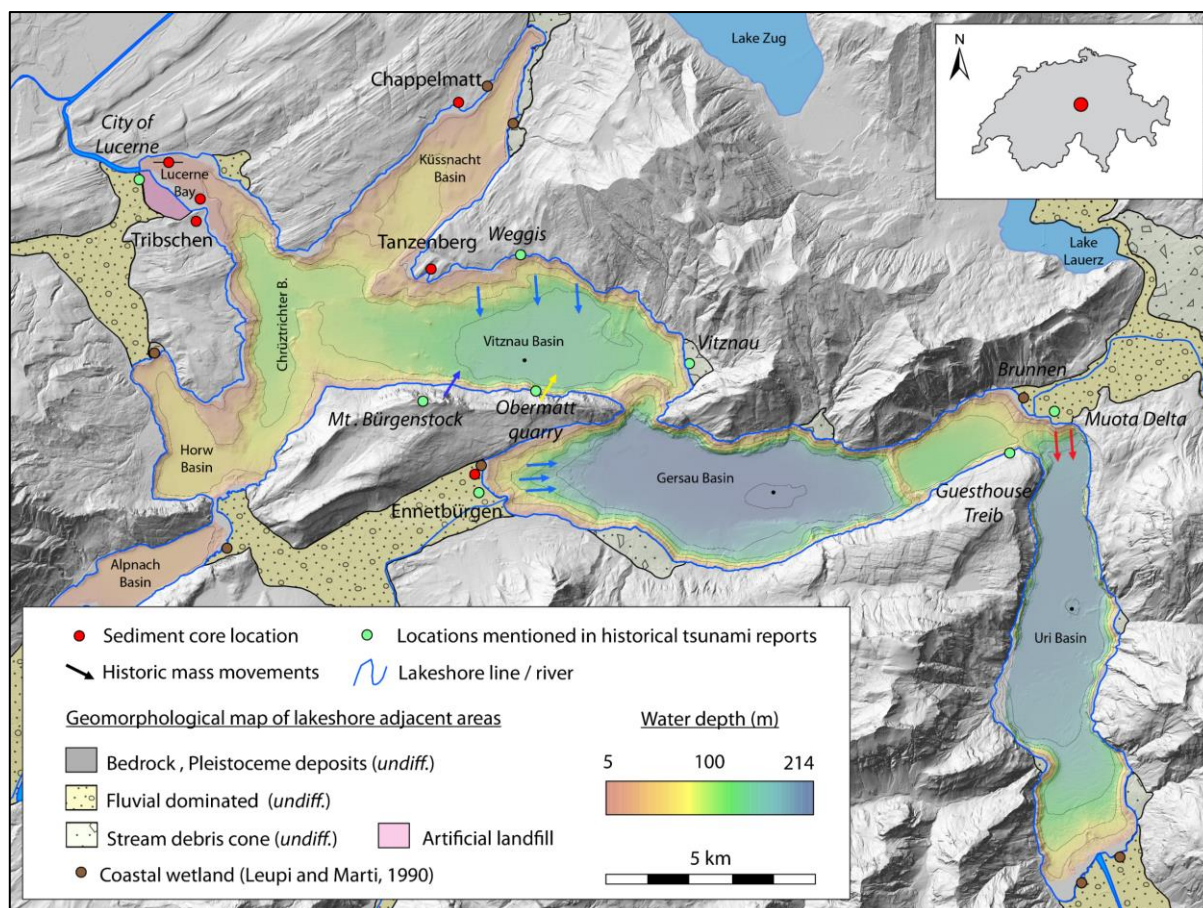 Lake Zug
N
Chappelmatt
City of
Lucerne
Küssnacht
Basin
Lucerne
Bay
Tribschen
Tanzenberg
Weggis
Lake
Lauerz
Chrüztrichter B.
Vitznau Basin
Vitznau
Brunnen
Mt. Bürgenstock
Obermatt
quarry
Muota Delta
Horw
Basin
Gersau Basin
Ennetbürgen
Guesthouse
Treib
Alpnach
Basin
Uri Basin
Sediment core location
Locations mentioned in historical tsunami reports
Historic mass movements
Lakeshore line / river
Geomorphological map of lakeshore adjacent areas
Water depth (m)
5 100 214
Bedrock , Pleistoceme deposits (undiff.)
Fluvial dominated (undiff.)
Stream debris cone (undiff.)
Artificial landfill
Coastal wetland (Leupi and Marti, 1990)
5 km